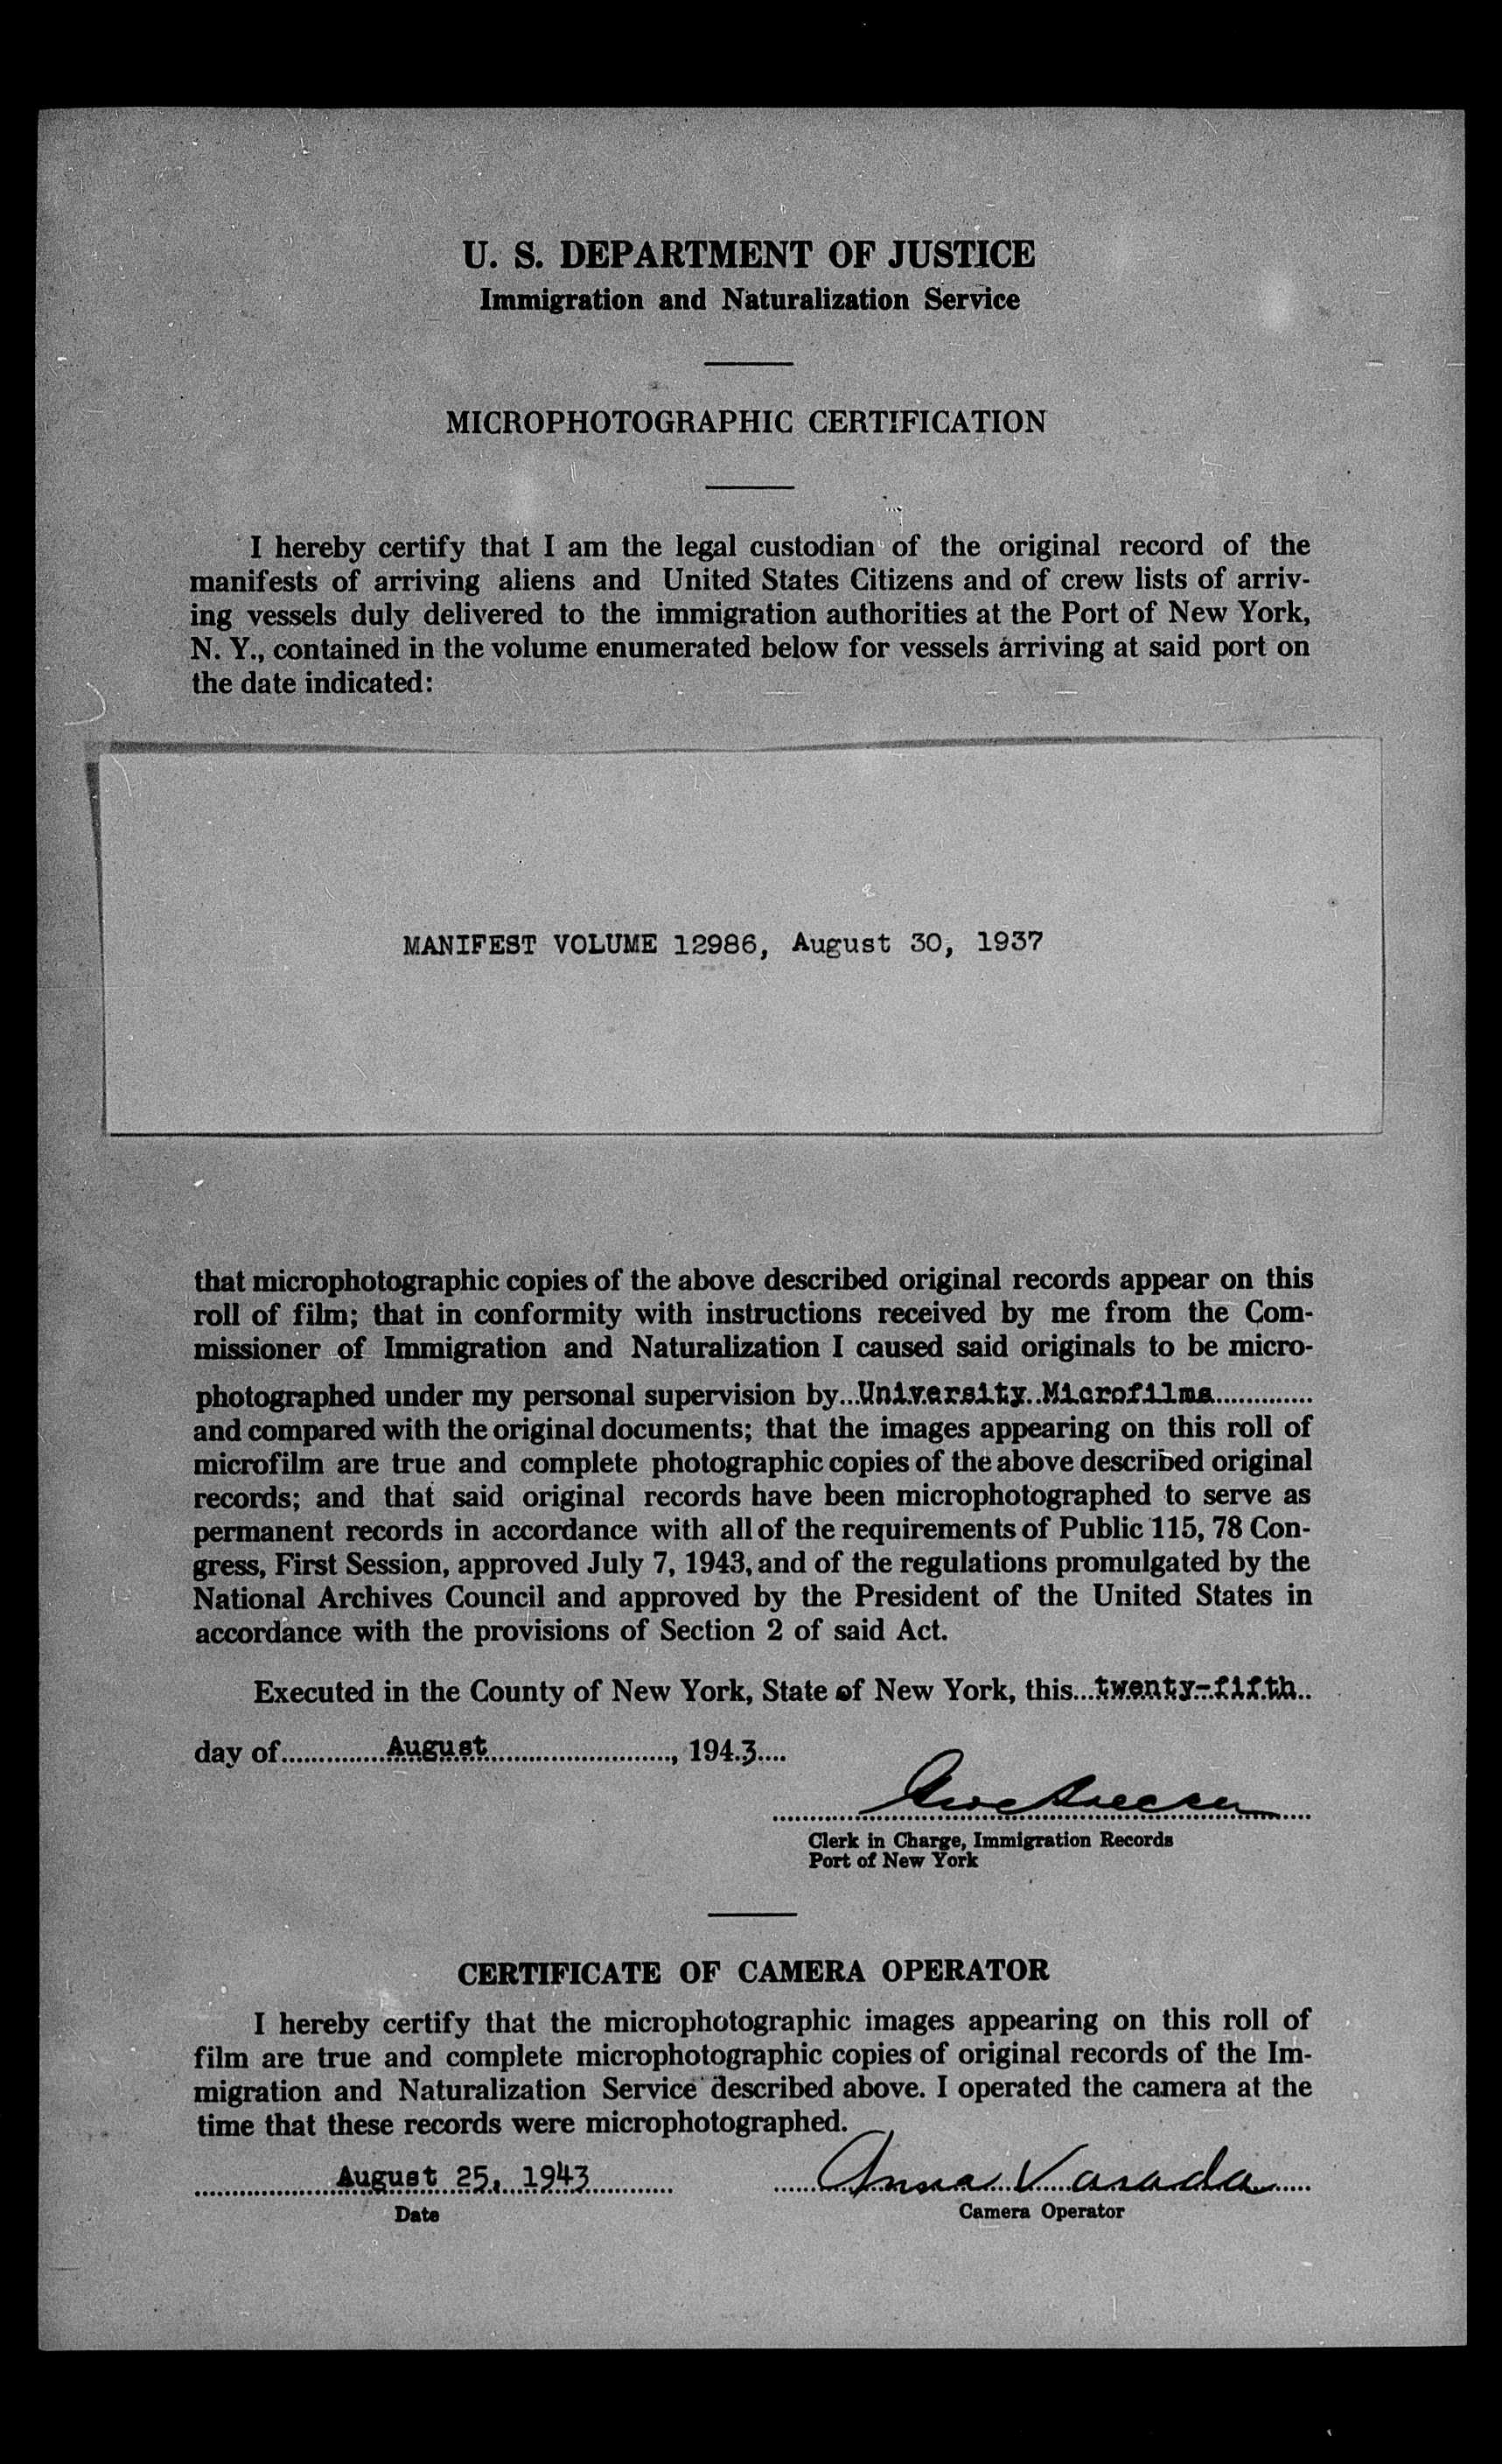 U. S. DEPARTMENT OF JUSTICE
Immigration and Naturalization Service
MICROPHOTOGRAPHIC CERTIFICATION
I hereby certify that I am the legal custodian of the original record of the
manifests of arriving aliens and United States Citizens and of crew lists of arriv-
ing vessels duly delivered to the immigration authorities at the Port of New York,
N. Y., contained in the volume enumerated below for vessels arriving at said port on
the date indicated:
MANIFEST VOLUME 12986, August 30, 1937
that microphotographic copies of the above described original records appear on this
roll of film; that in conformity with instructions received by me from the Com-
missioner of Immigration and Naturalization I caused said originals to be micro-
photographed under my personal supervision by...University Microfilms.............
and compared with the original documents; that the images appearing on this roll of
microfilm are true and complete photographic copies of the above described original
records; and that said original records have been microphotographed to serve as
permanent records in accordance with all of the requirements of Public 115, 78 Con-
gress, First Session, approved July 7, 1943, and of the regulations promulgated by the
National Archives Council and approved by the President of the United States in
accordance with the provisions of Section 2 of said Act.
Executed in the County of New York, State of New York, this...twenty-fifth..
day of..............August.........................., 194.3....
Clerk in Charge, Immigration Records
Port of New York
CERTIFICATE OF CAMERA OPERATOR
I hereby certify that the microphotographic images appearing on this roll of
film are true and complete microphotographic copies of original records of the Im-
migration and Naturalization Service described above. I operated the camera at the
time that these records were microphotographed.
August 25, 1943 Anna Varada
Date Camera Operator